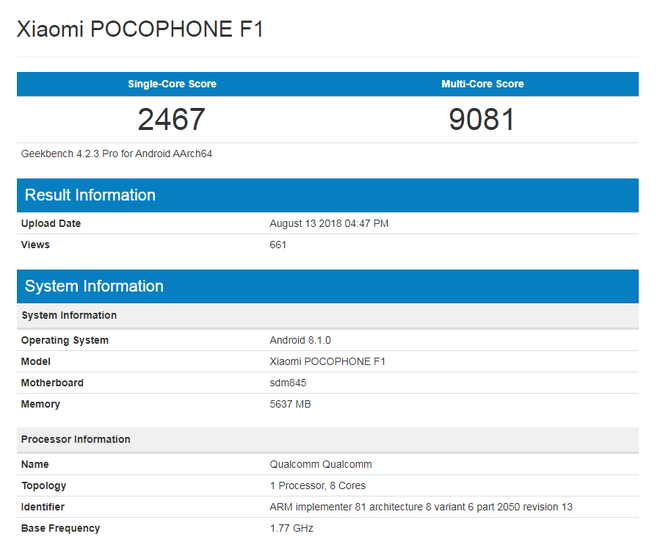 Xiaomi POCOPHONE F1
Single-Core Score Multi-Core Score
2467 9081
Geekbench 4.2.3 Pro for Android AArch64
Result Information
Upload Date August 13 2018 04:47 PM
Views 661
System Information
System Information
Operating System Android 8.1.0
Model Xiaomi POCOPHONE F1
Motherboard sdm845
Memory 5637 MB
Processor Information
Name Qualcomm Qualcomm
Topology 1 Processor, 8 Cores
Identifier ARM implementer 81 architecture 8 variant 6 part 2050 revision 13
Base Frequency 1.77 GHz